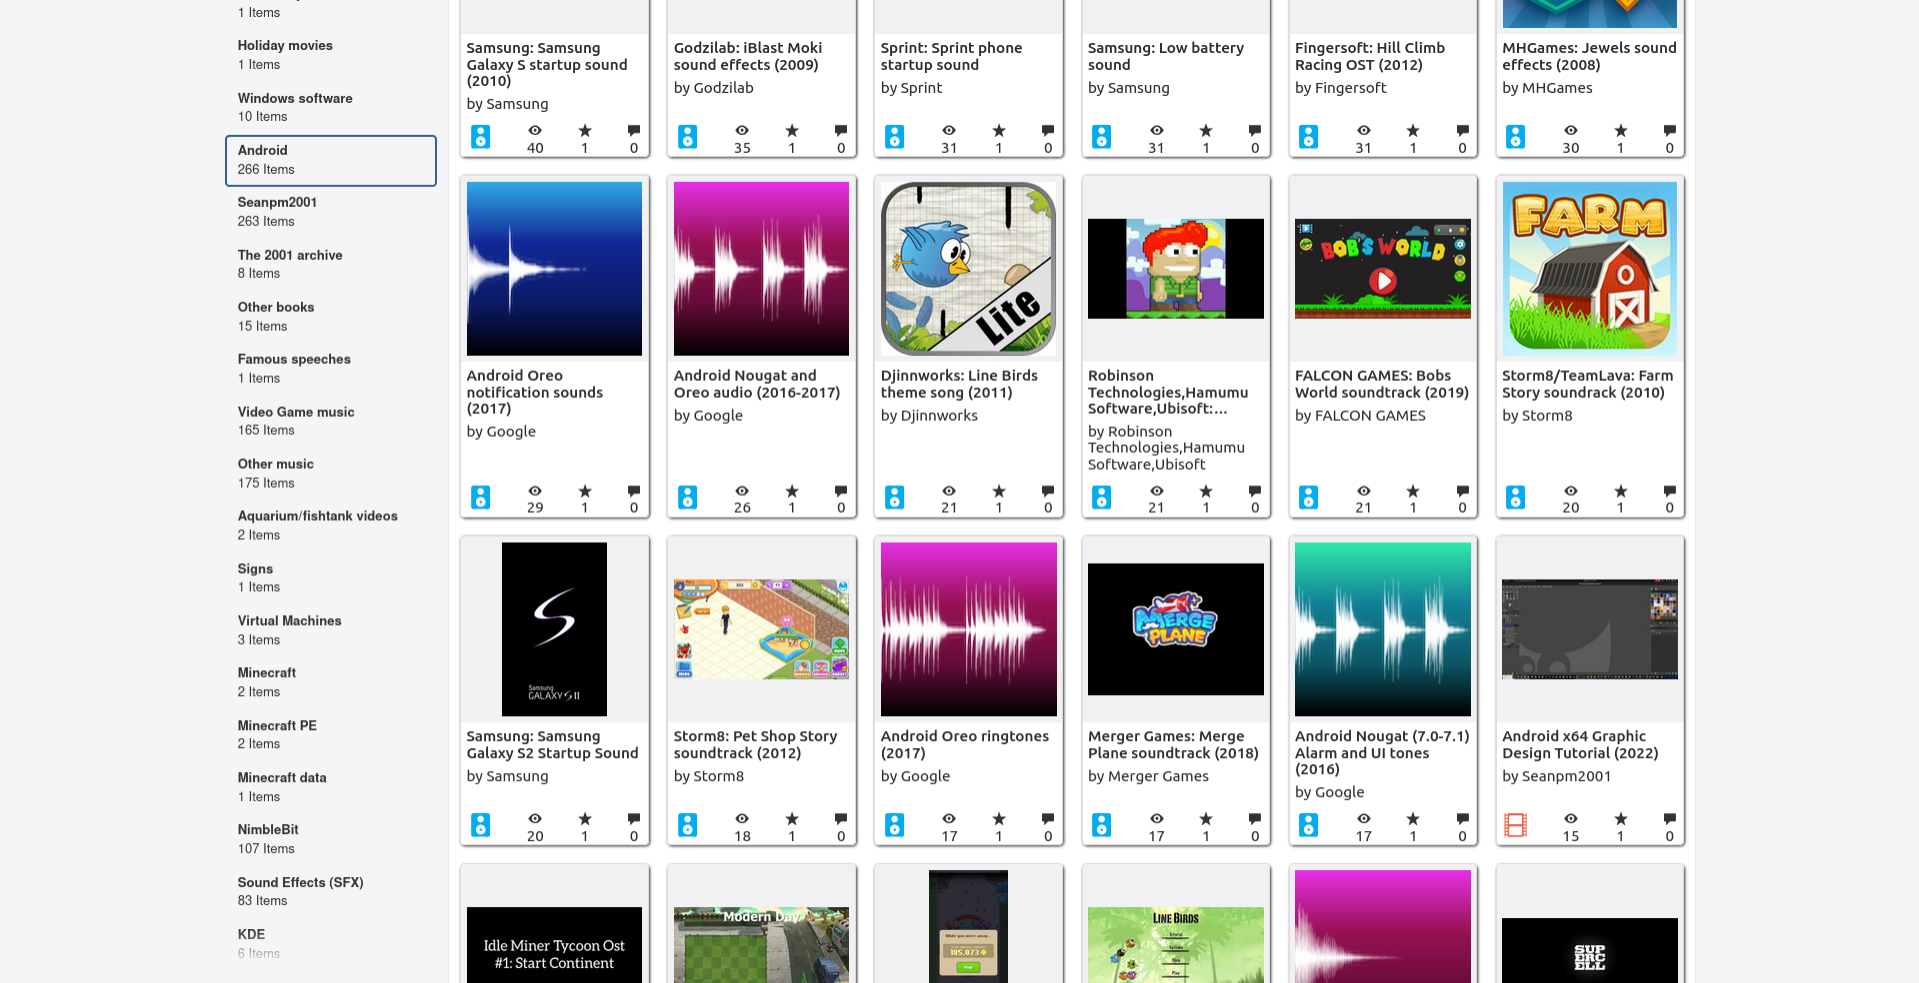 1 Items
Holiday movies
1 Items
Windows software
10 Items
Android
266 Items
Seanpm2001
263 Items
The 2001 archive
8 Items
Other books
15 Items
Famous speeches
1 Items
Video Game music
165 Items
Other music
175 Items
Aquarium/fishtank videos
2 Items
Signs
1 Items
Virtual Machines
3 Items
Minecraft
2 Items
Minecraft PE
2 Items
Minecraft data
1 Items
NimbleBit
107 Items
Sound Effects (SFX)
83 Items
KDE
6 Items
Samsung: Samsung
Galaxy S startup sound
(2010)
by Samsung
40 1 0
Godzilab: iBlast Moki
sound effects (2009)
by Godzilab
35 1 0
Sprint: Sprint phone
startup sound
by Sprint
31 1 0
Samsung: Low battery
sound
by Samsung
31 1 0
Fingersoft: Hill Climb
Racing OST (2012)
by Fingersoft
31 1 0
MHGames: Jewels sound
effects (2008)
by MHGames
30 1 0
Android Oreo
notification sounds
(2017)
by Google
29 1 0
Android Nougat and
Oreo audio (2016-2017)
by Google
26 1 0
Lite
Djinnworks: Line Birds
theme song (2011)
by Djinnworks
21 1 0
Robinson
Technologies,Hamumu
Software,Ubisoft:...
by Robinson
Technologies,Hamumu
Software,Ubisoft
21 1 0
BOB'S WORLD
FALCON GAMES: Bobs
World soundtrack (2019)
by FALCON GAMES
21 1 0
FARM
Storm8/TeamLava: Farm
Story soundrack (2010)
by Storm8
20 1 0
Samsung
GALAXY S II
Samsung: Samsung
Galaxy S2 Startup Sound
by Samsung
20 1 0
Storm8: Pet Shop Story
soundtrack (2012)
by Storm8
18 1 0
Android Oreo ringtones
(2017)
by Google
17 1 0
MERGE
PLANE
Merger Games: Merge
Plane soundtrack (2018)
by Merger Games
17 1 0
Android Nougat (7.0-7.1)
Alarm and UI tones
(2016)
by Google
17 1 0
Android x64 Graphic
Design Tutorial (2022)
by Seanpm2001
15 1 0
Idle Miner Tycoon Ost
#1: Start Continent
Modern Day
While you were away...
185,073
LINE BIRDS
Options
Play
SUP
ERC
ELL